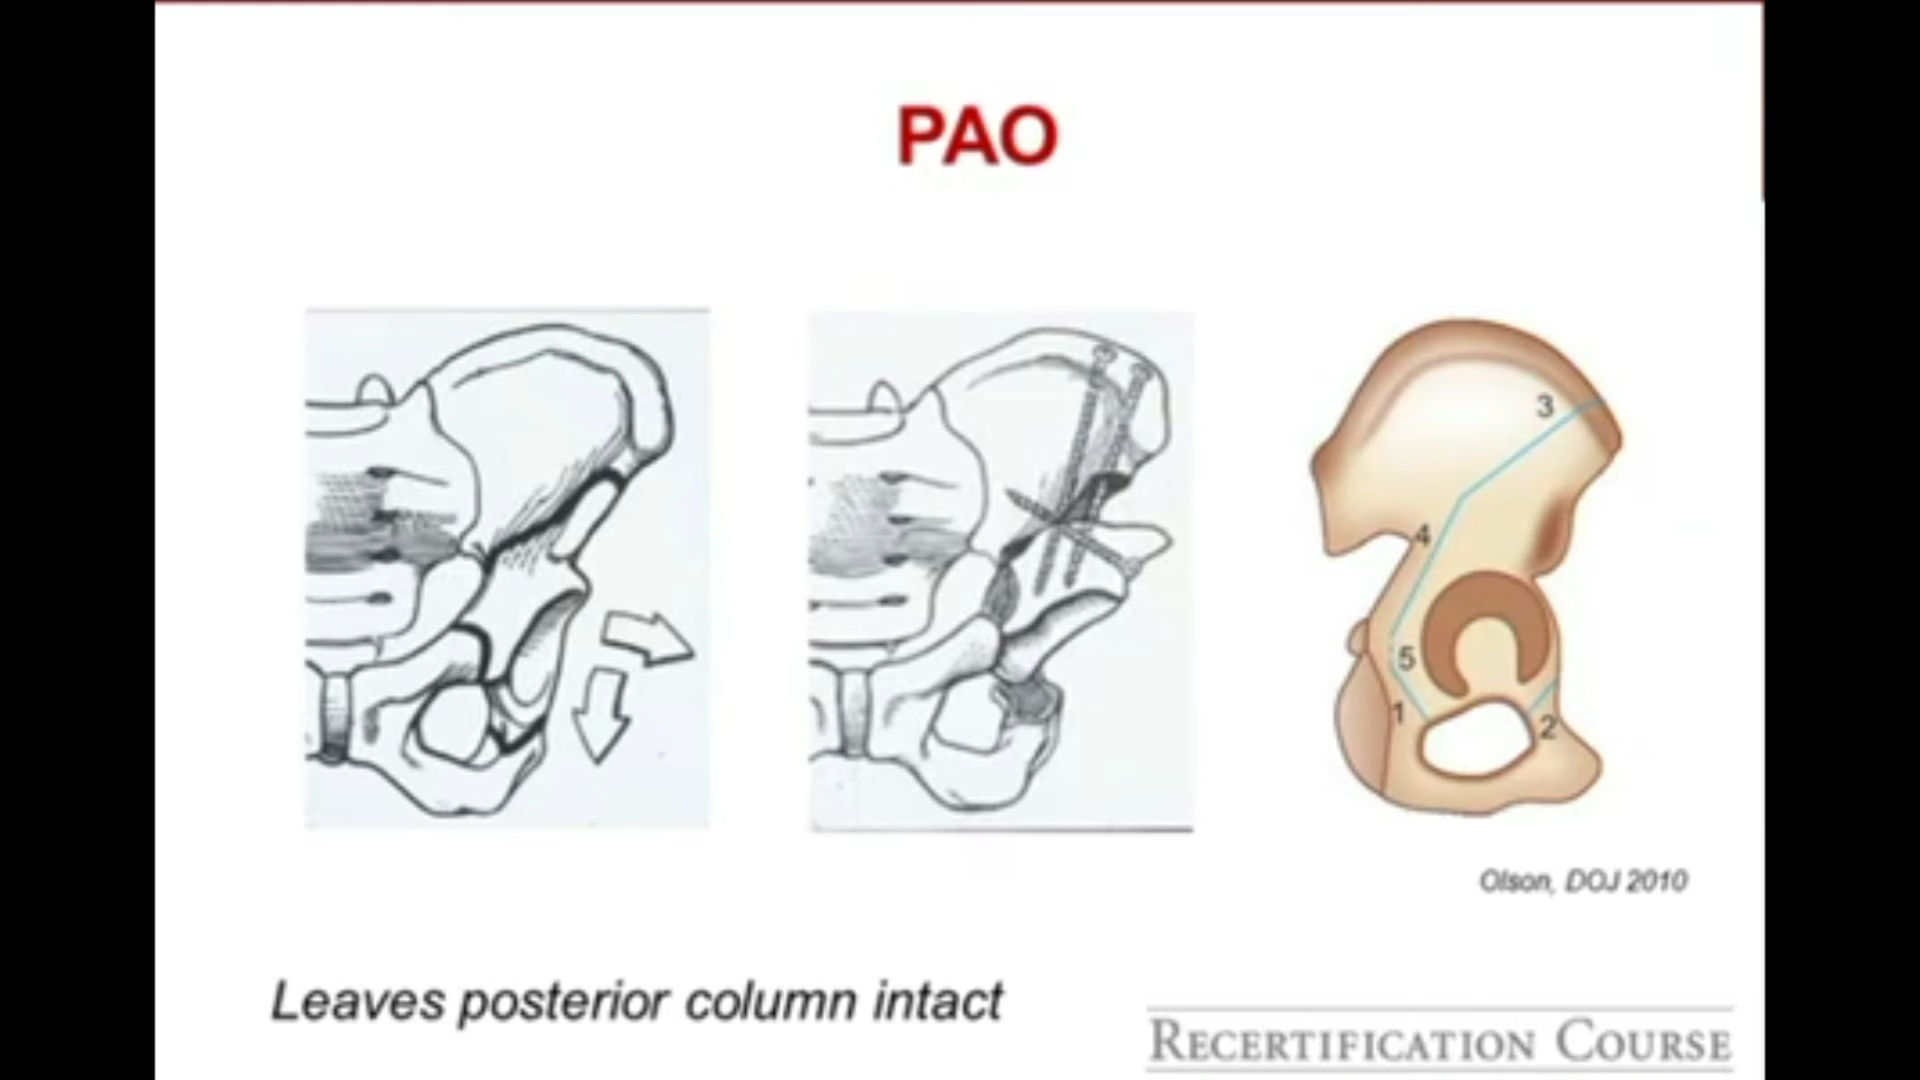 PAO
3
4
5
1
2
Olson, DOJ 2010
Leaves posterior column intact
RECERTIFICATION COURSE